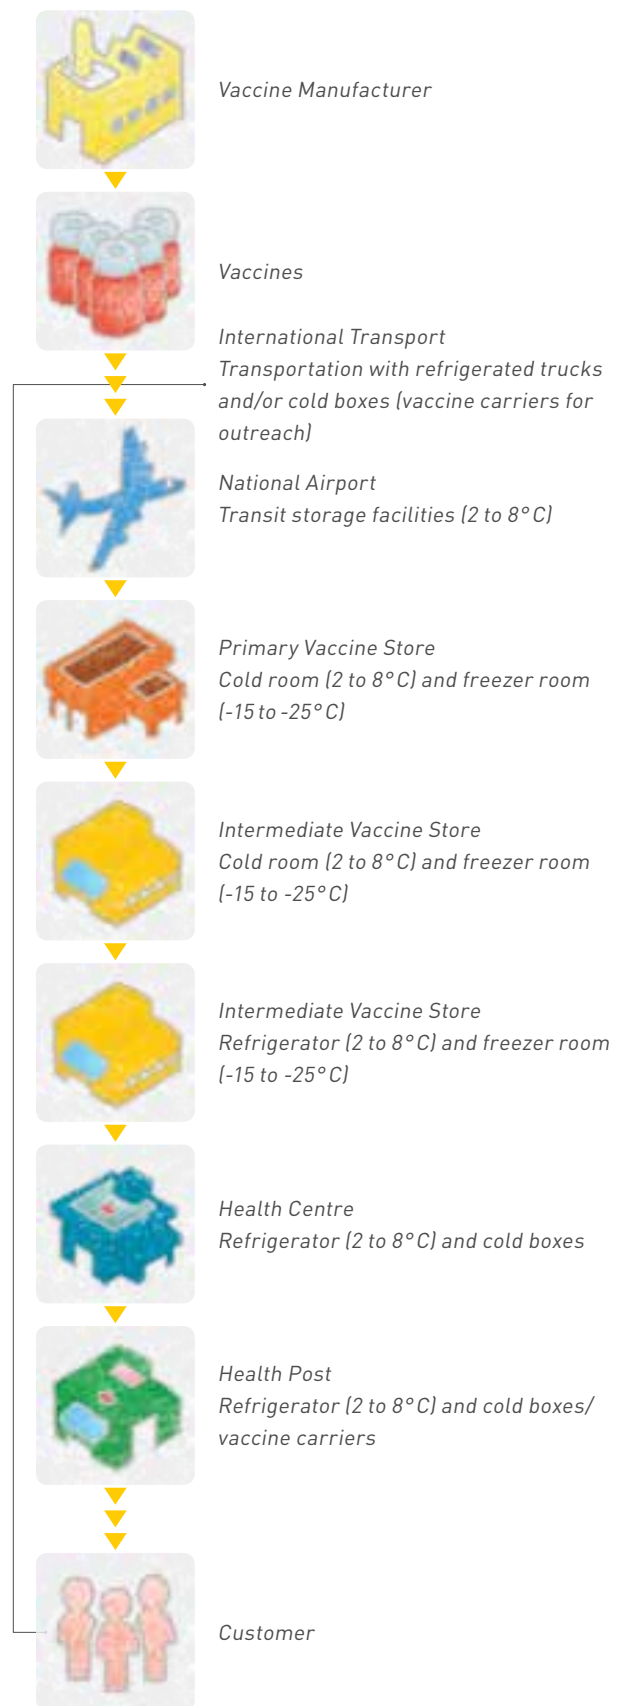 Vaccine Manufacturer
Vaccines
International Transport
Transportation with refrigerated trucks
and/or cold boxes (vaccine carriers for
outreach)
National Airport
Transit storage facilities (2 to 8°C)
Primary Vaccine Store
Cold room (2 to 8°C) and freezer room
(-15 to -25°C)
Intermediate Vaccine Store
Cold room (2 to 8°C) and freezer room
(-15 to -25°C)
Intermediate Vaccine Store
Refrigerator (2 to 8°C) and freezer room
(-15 to -25°C)
Health Centre
Refrigerator (2 to 8°C) and cold boxes
Health Post
Refrigerator (2 to 8°C) and cold boxes/
vaccine carriers
Customer